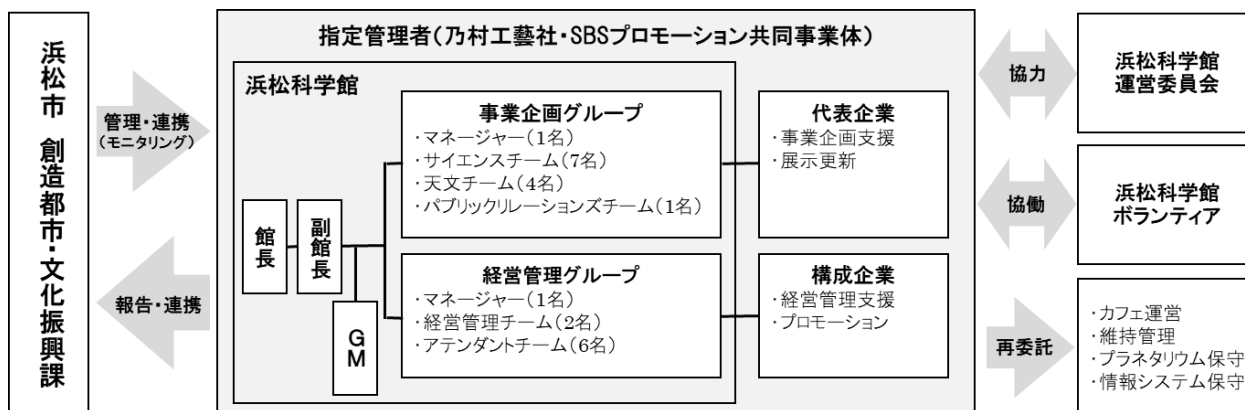 浜松市 創造都市・文化振興課
管理・連携
(モニタリング)
報告・連携
指定管理者(乃村工藝社・SBSプロモーション共同事業体)
浜松科学館
館長
副館長
GM
事業企画グループ
・マネージャー(1名)
・サイエンスチーム(7名)
・天文チーム(4名)
・パブリックリレーションズチーム(1名)
経営管理グループ
・マネージャー(1名)
・経営管理チーム(2名)
・アテンダントチーム(6名)
代表企業
・事業企画支援
・展示更新
構成企業
・経営管理支援
・プロモーション
協力
浜松科学館
運営委員会
協働
浜松科学館
ボランティア
再委託
・カフェ運営
・維持管理
・プラネタリウム保守
・情報システム保守